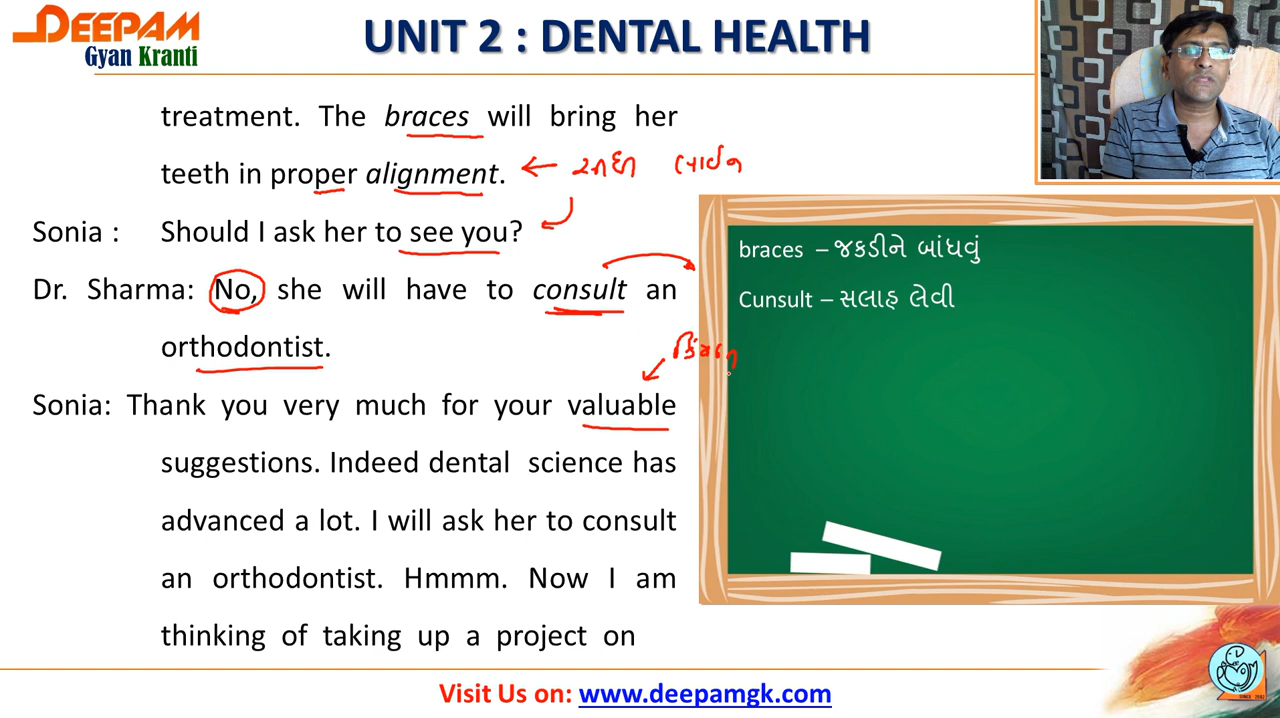 DEEPAM
Gyan Kranti
UNIT 2 : DENTAL HEALTH
treatment. The braces will bring her
teeth in proper alignment.
Sonia : Should I ask her to see you?
Dr. Sharma: No, she will have to consult an
orthodontist.
Sonia: Thank you very much for your valuable
suggestions. Indeed dental science has
advanced a lot. I will ask her to consult
an orthodontist. Hmmm. Now I am
thinking of taking up a project on
braces – જકડીને બાંધવું
Cunsult – સલાહ લેવી
Visit Us on: www.deepamgk.com